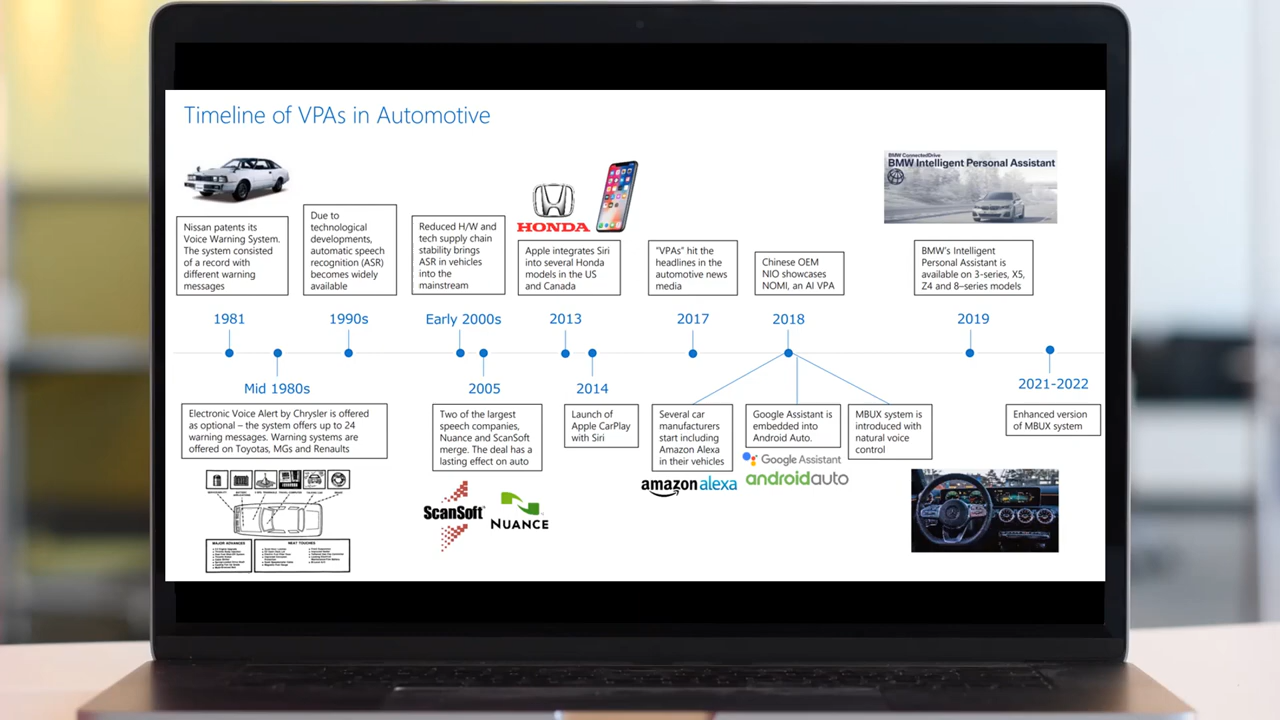 Timeline of VPAs in Automotive
Nissan patents its
Voice Warning System.
The system consisted
of a record with
different warning
messages
Due to
technological
developments,
automatic speech
recognition (ASR)
becomes widely
available
Reduced H/W and
tech supply chain
stability brings
ASR in vehicles
into the
mainstream
HONDA
Apple integrates Siri
into several Honda
models in the US
and Canada
"VPAs" hit the
headlines in the
automotive news
media
Chinese OEM
NIO showcases
NOMI, an AI VPA
BMW ConnectedDrive
BMW Intelligent Personal Assistant
BMW's Intelligent
Personal Assistant is
available on 3-series, X5,
Z4 and 8–series models
1981
1990s
Early 2000s
2013
2017
2018
2019
Mid 1980s
2005
2014
2021-2022
Electronic Voice Alert by Chrysler is offered
as optional – the system offers up to 24
warning messages. Warning systems are
offered on Toyotas, MGs and Renaults
Two of the largest
speech companies,
Nuance and ScanSoft
merge. The deal has a
lasting effect on auto
Launch of
Apple CarPlay
with Siri
Several car
manufacturers
start including
Amazon Alexa
in their vehicles
Google Assistant is
embedded into
Android Auto.
MBUX system is
introduced with
natural voice
control
Enhanced version
of MBUX system
ScanSoft
NUANCE
amazon alexa
Google Assistant
androidauto
MAJOR ADVANCES
NEAT TOUCHES